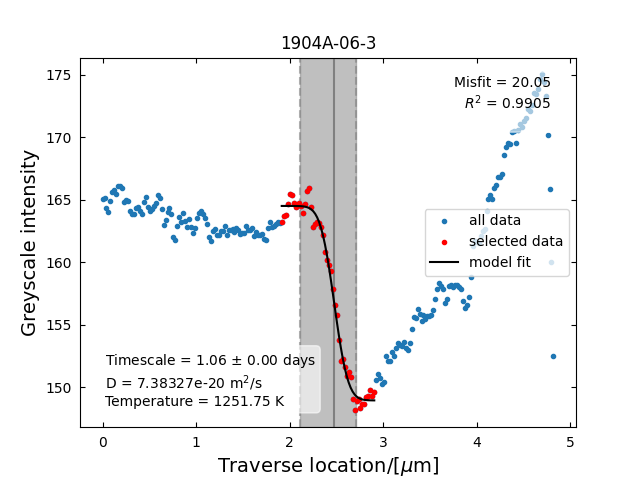 1904A-06-3
Misfit = 20.05
R² = 0.9905
all data
selected data
model fit
Timescale = 1.06 ± 0.00 days
D = 7.38327e-20 m²/s
Temperature = 1251.75 K
Greyscale intensity
175
170
165
160
155
150
0 1 2 3 4 5
Traverse location/[μm]